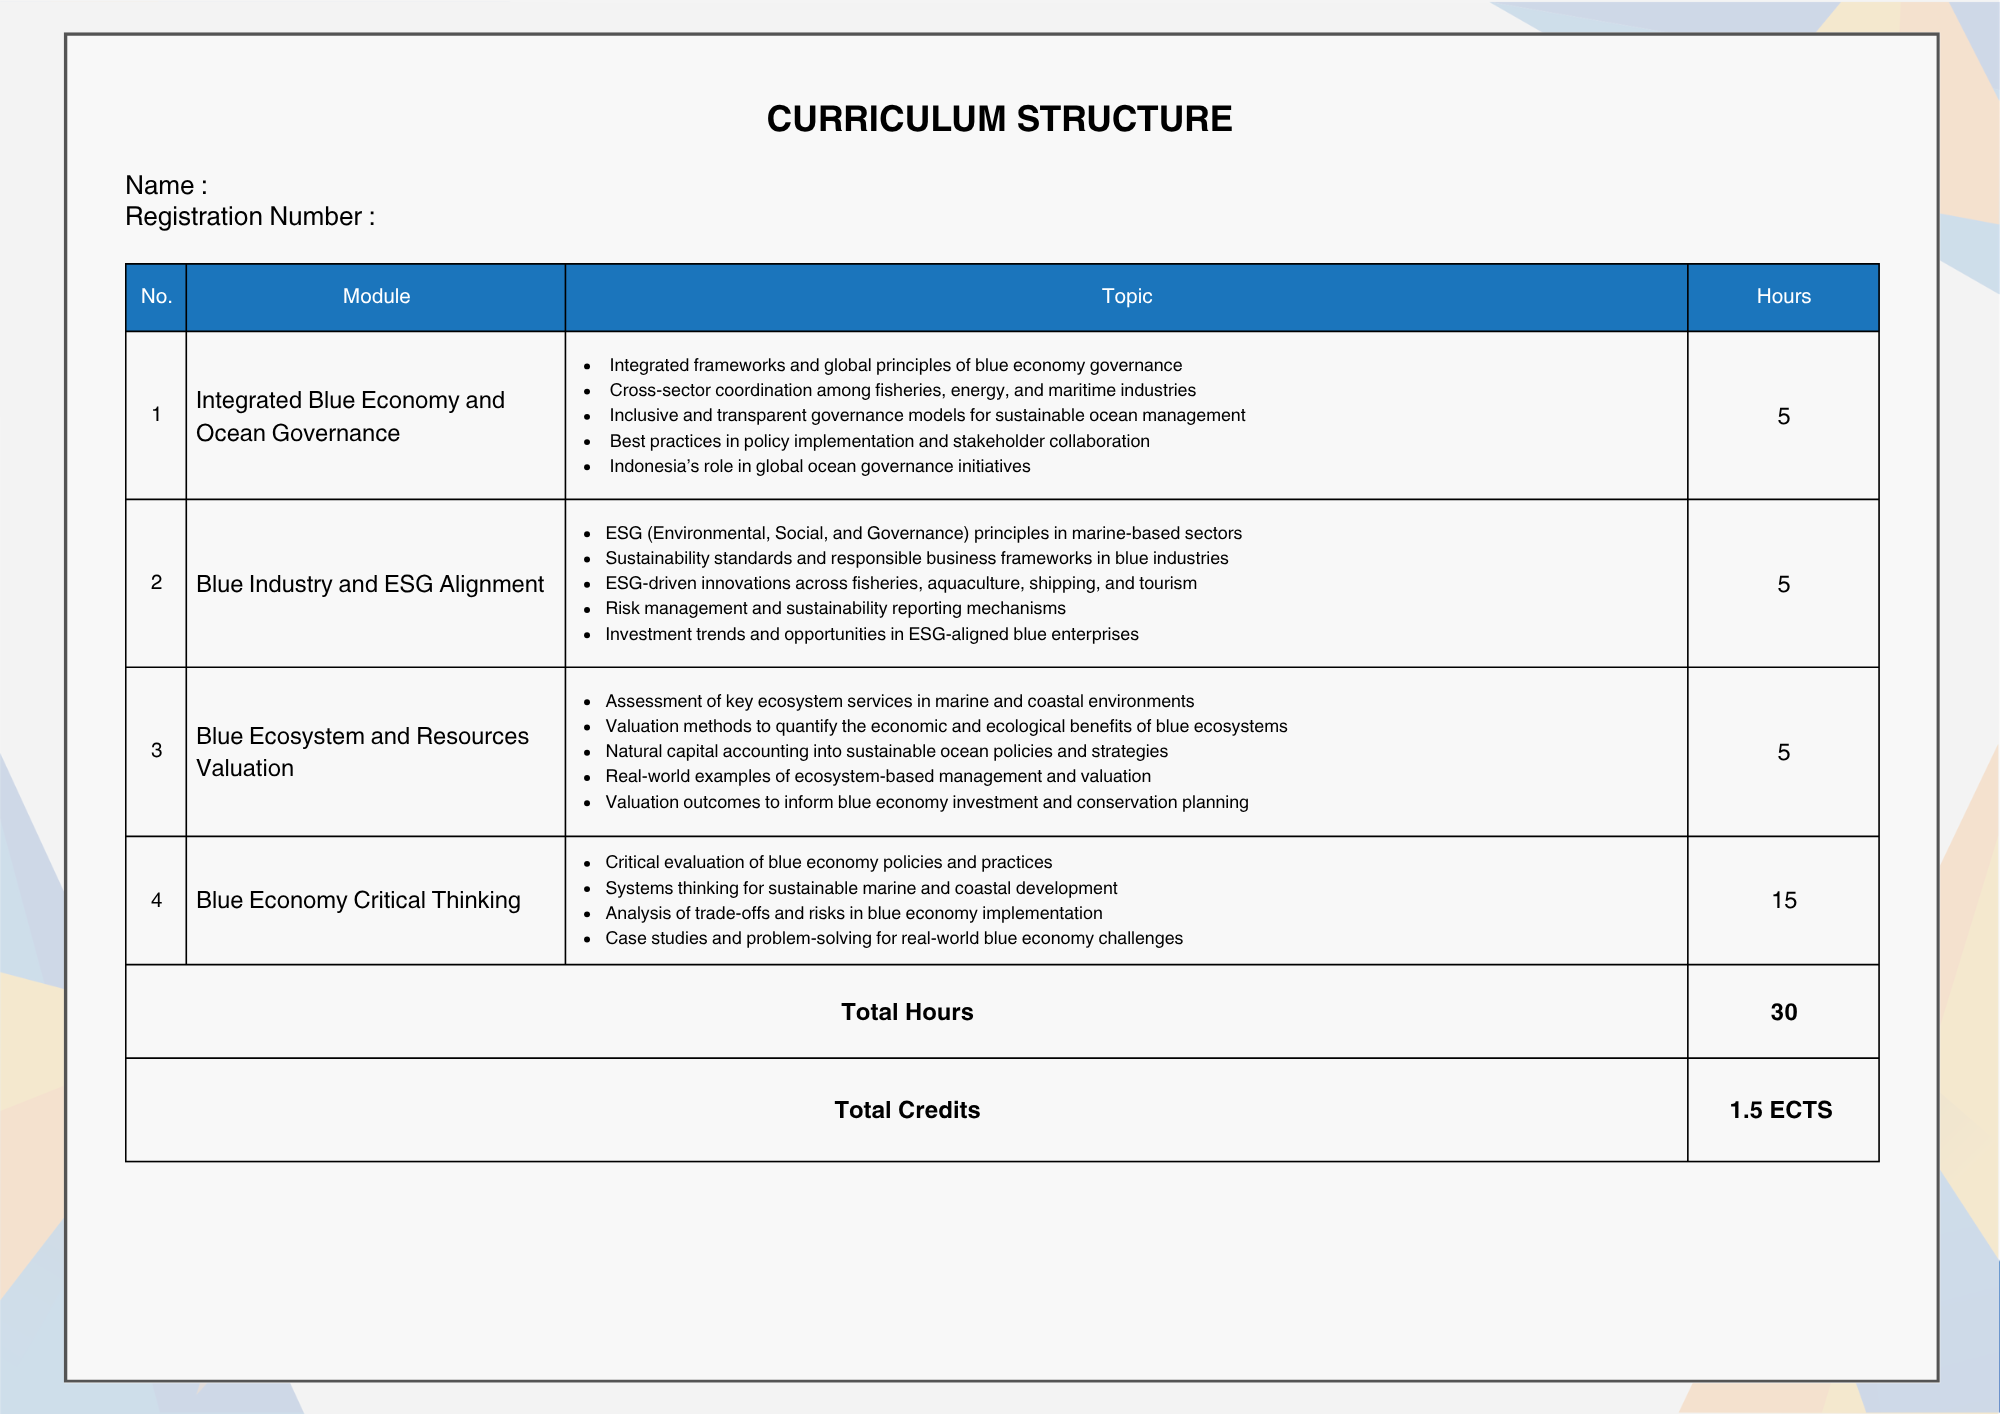 CURRICULUM STRUCTURE
Name :
Registration Number :
No. Module Topic Hours
1
Integrated Blue Economy and
Ocean Governance
• Integrated frameworks and global principles of blue economy governance
• Cross-sector coordination among fisheries, energy, and maritime industries
• Inclusive and transparent governance models for sustainable ocean management
• Best practices in policy implementation and stakeholder collaboration
• Indonesia’s role in global ocean governance initiatives
5
2
Blue Industry and ESG Alignment
• ESG (Environmental, Social, and Governance) principles in marine-based sectors
• Sustainability standards and responsible business frameworks in blue industries
• ESG-driven innovations across fisheries, aquaculture, shipping, and tourism
• Risk management and sustainability reporting mechanisms
• Investment trends and opportunities in ESG-aligned blue enterprises
5
3
Blue Ecosystem and Resources
Valuation
• Assessment of key ecosystem services in marine and coastal environments
• Valuation methods to quantify the economic and ecological benefits of blue ecosystems
• Natural capital accounting into sustainable ocean policies and strategies
• Real-world examples of ecosystem-based management and valuation
• Valuation outcomes to inform blue economy investment and conservation planning
5
4
Blue Economy Critical Thinking
• Critical evaluation of blue economy policies and practices
• Systems thinking for sustainable marine and coastal development
• Analysis of trade-offs and risks in blue economy implementation
• Case studies and problem-solving for real-world blue economy challenges
15
Total Hours 30
Total Credits 1.5 ECTS